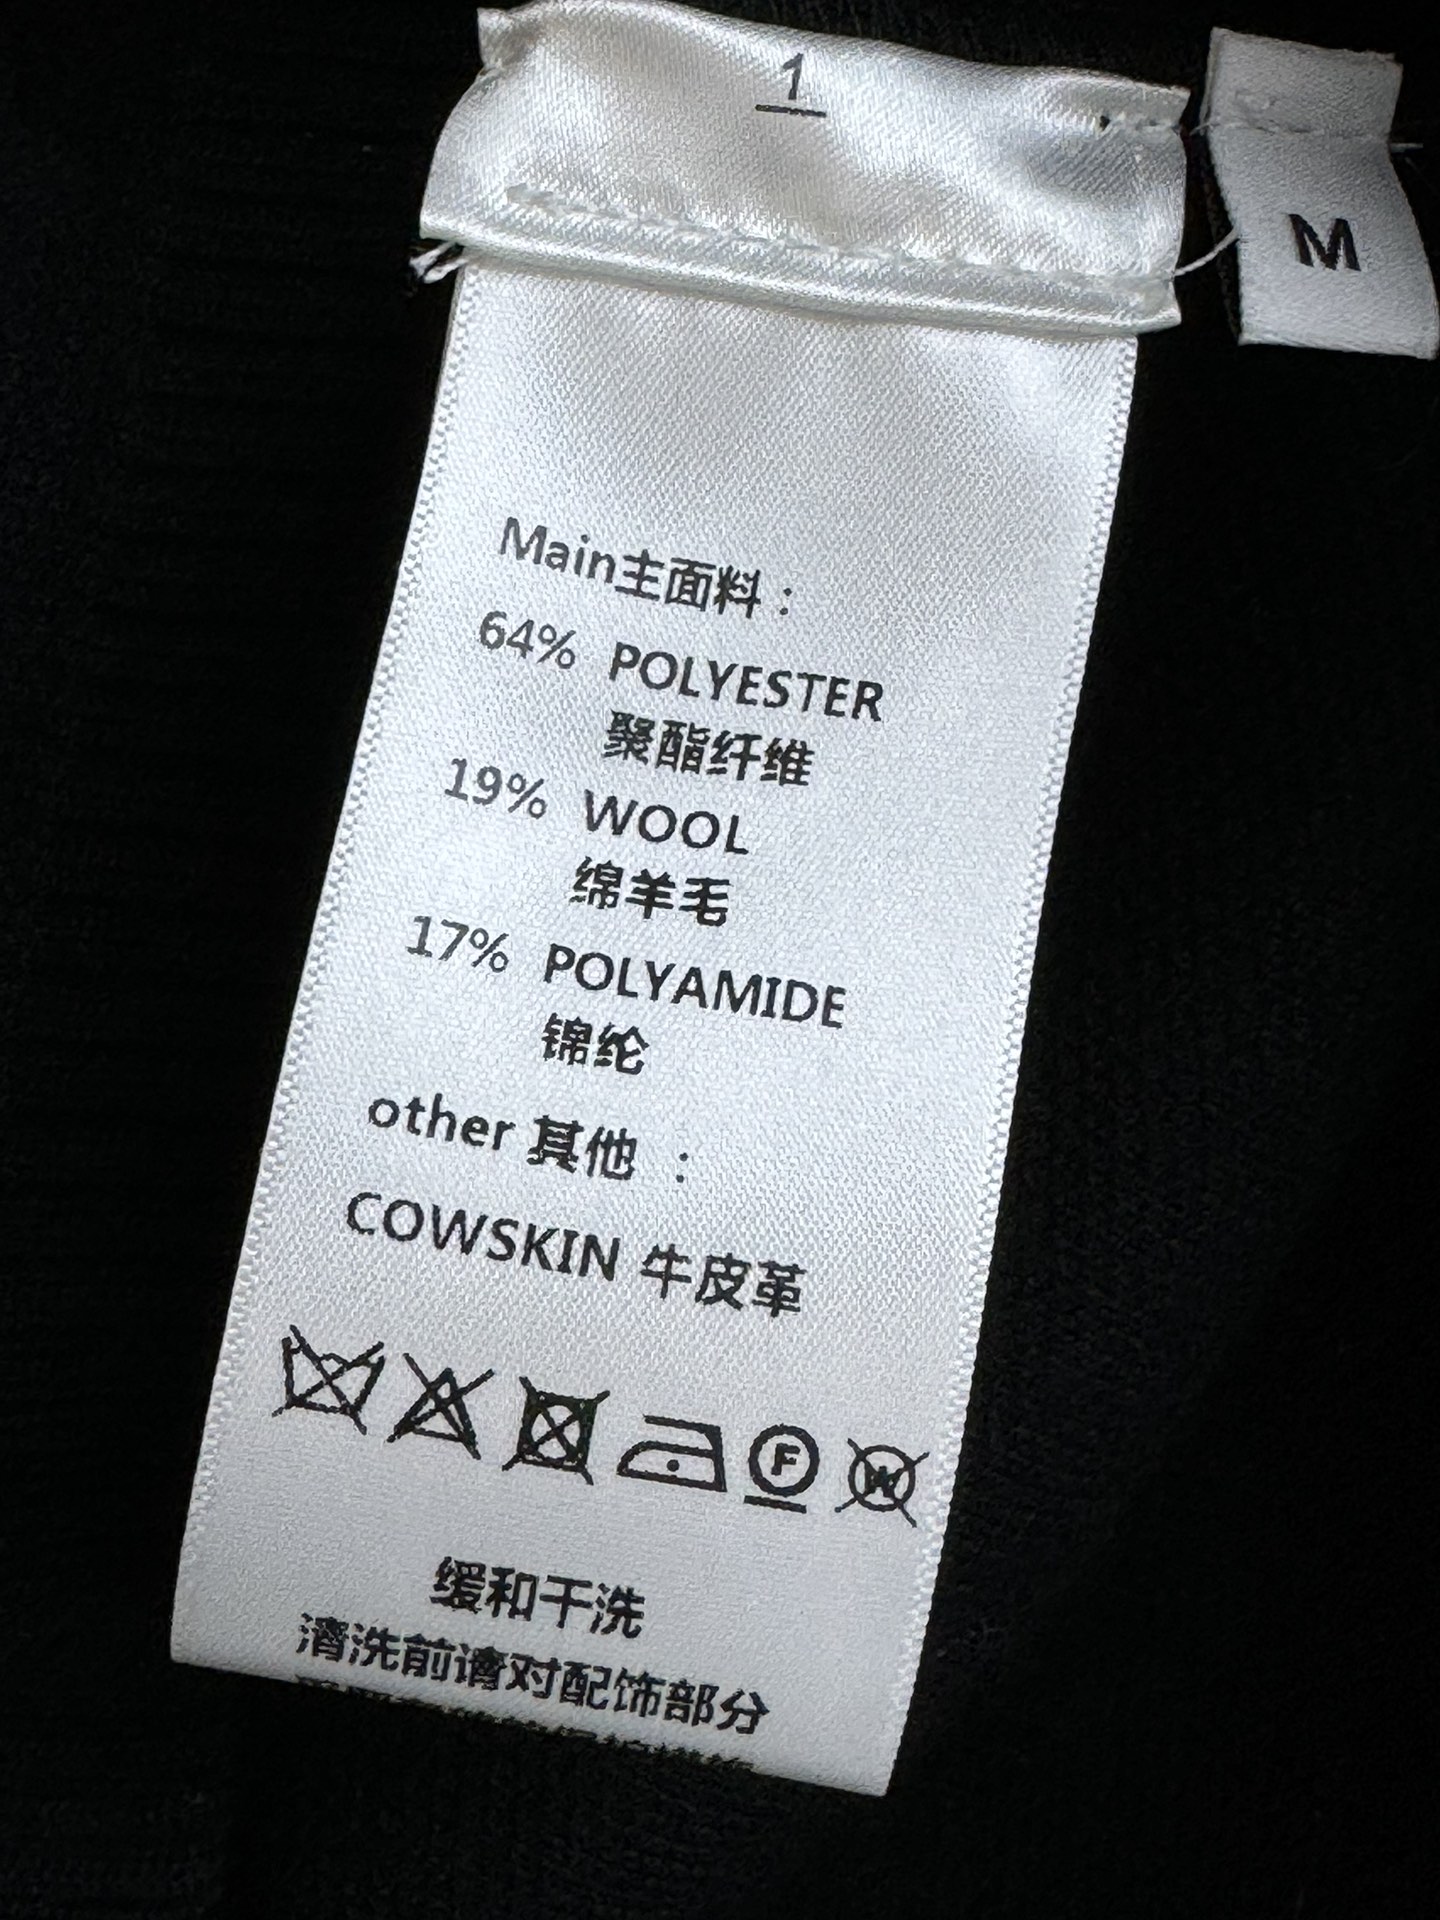 1
M
Main主面料：
64% POLYESTER
聚酯纤维
19% WOOL
绵羊毛
17% POLYAMIDE
锦纶
other 其他 ：
COWSKIN 牛皮革
F W
缓和干洗
清洗前请对配饰部分